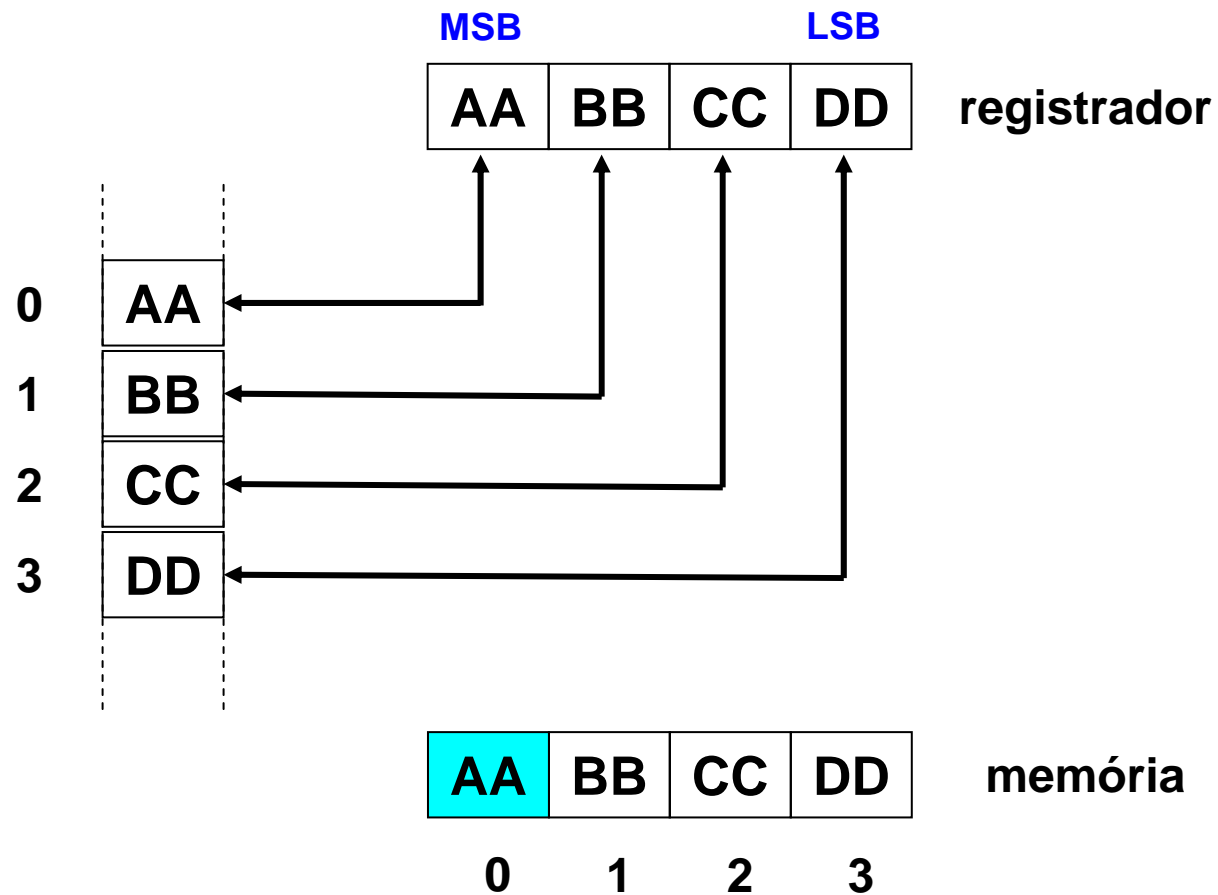 MSB LSB
AA BB CC DD registrador
0 AA
1 BB
2 CC
3 DD
AA BB CC DD memória
0 1 2 3